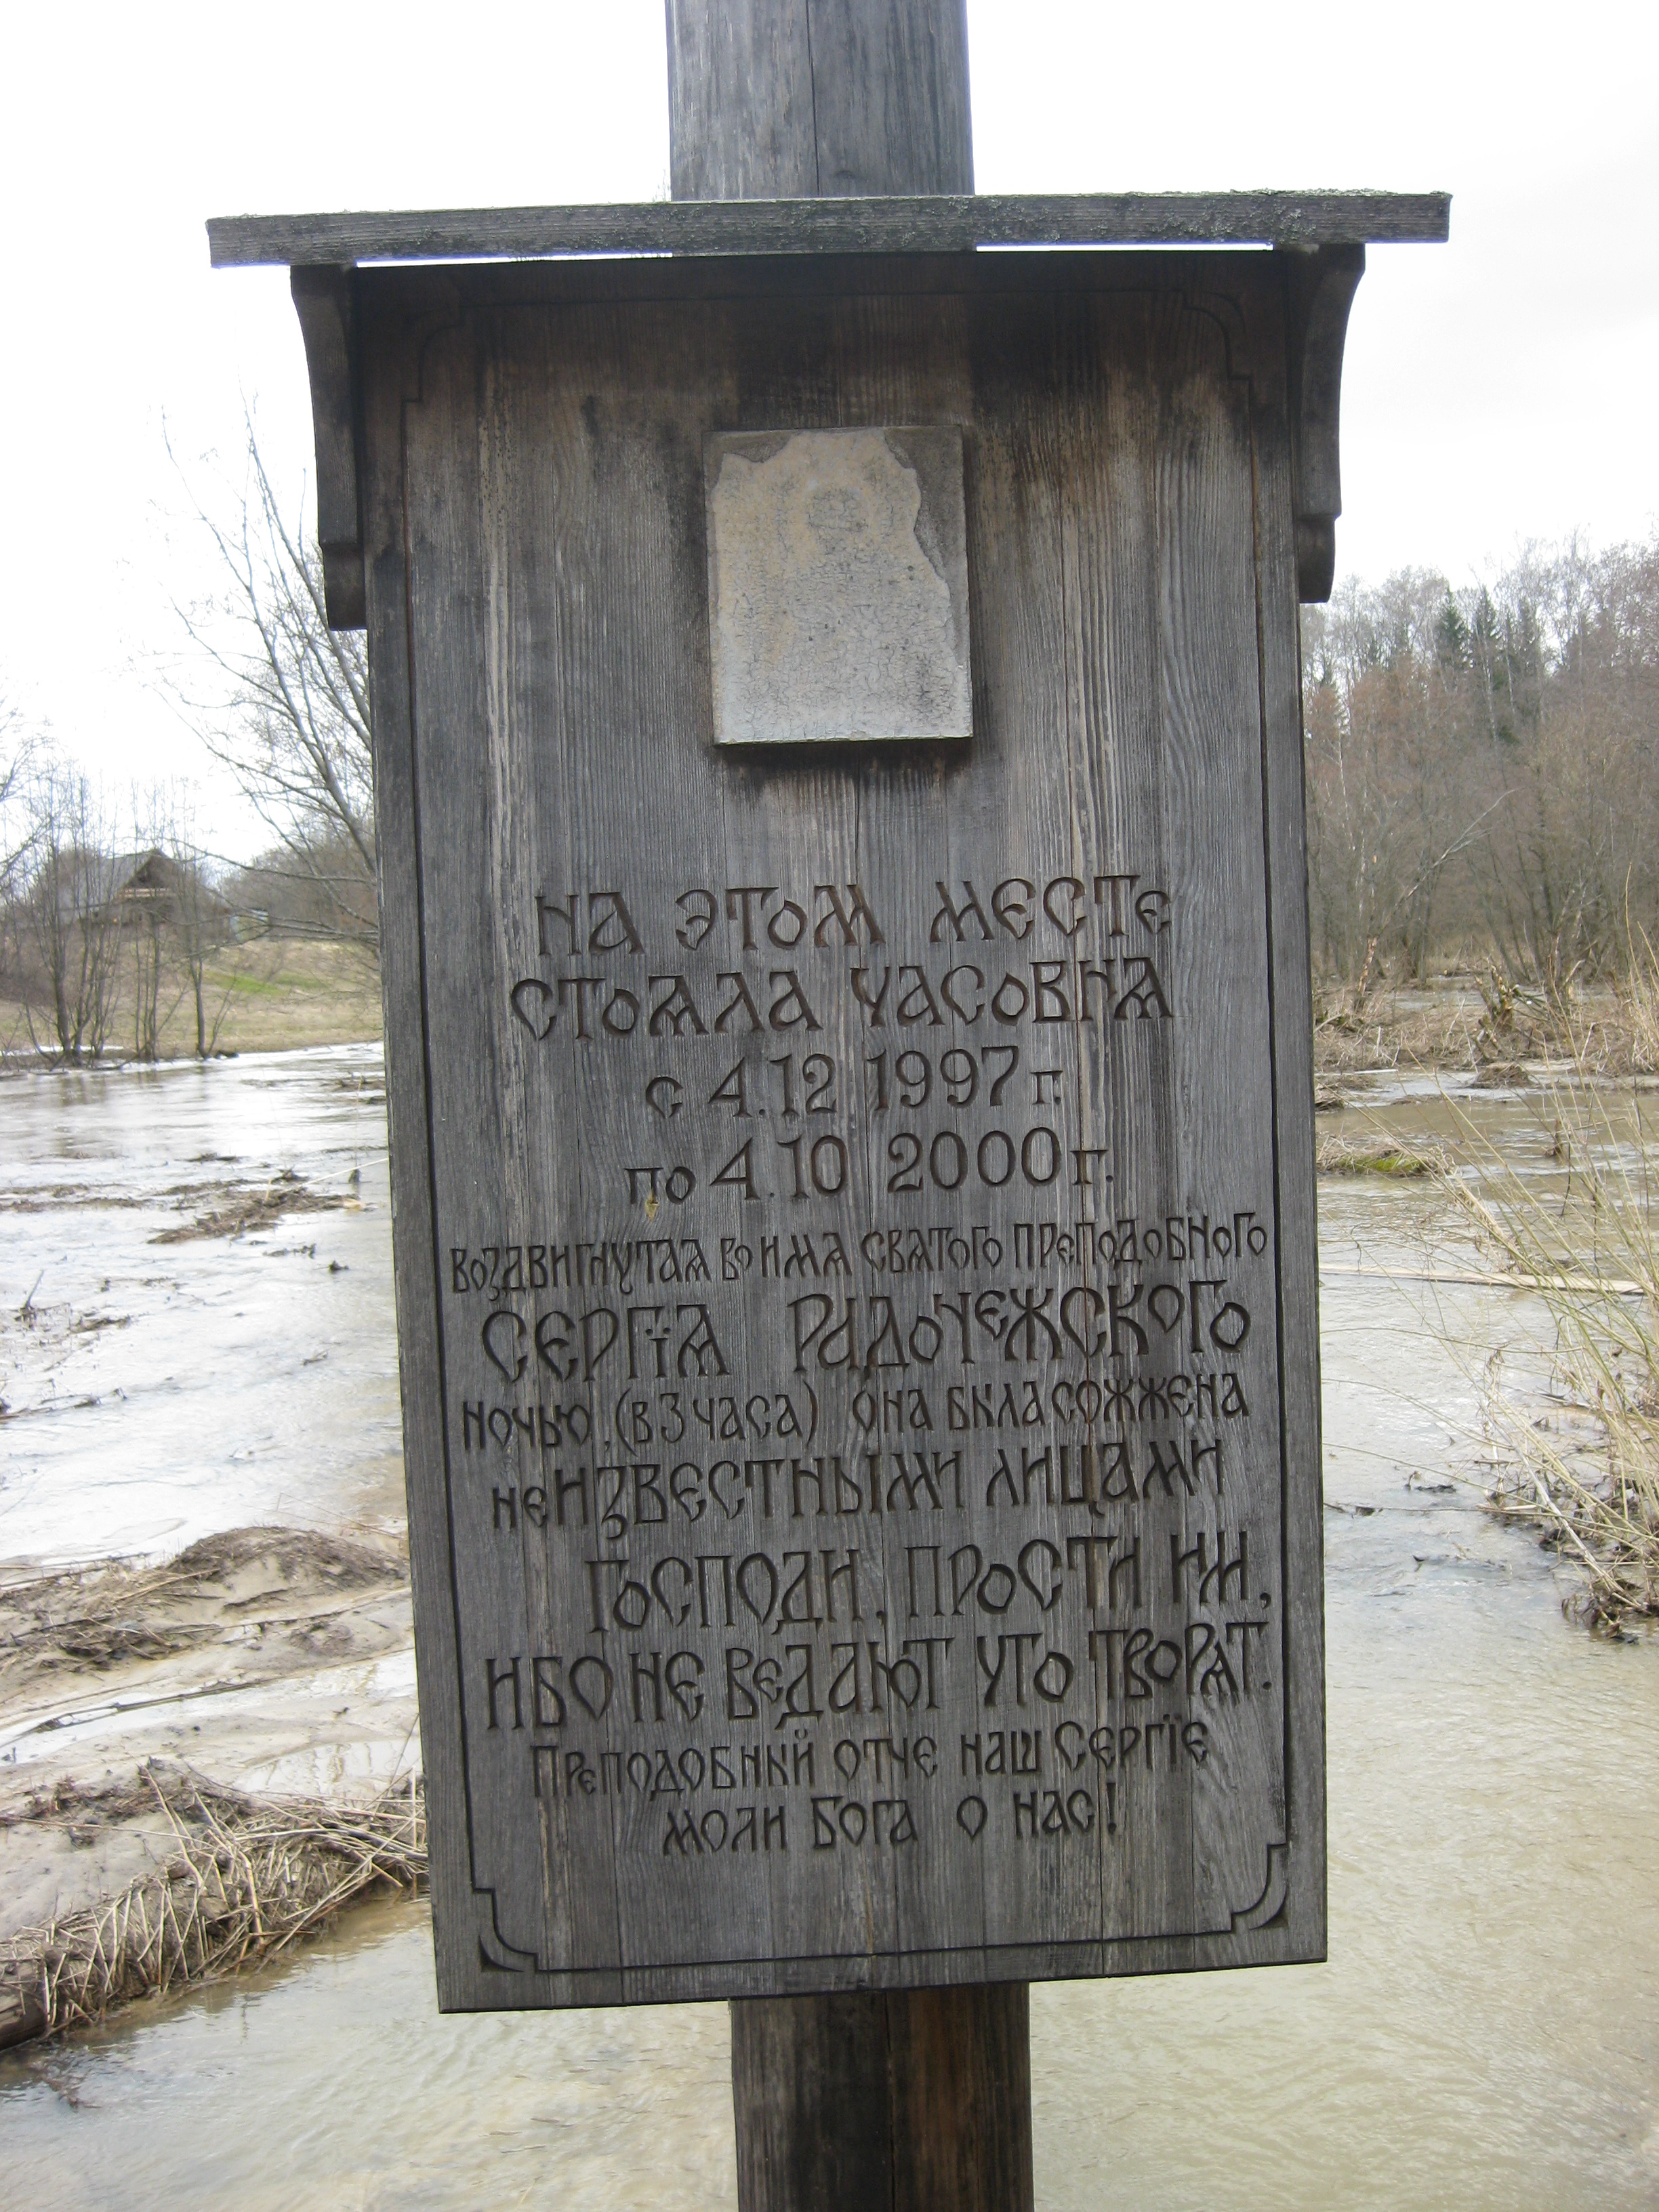 На этом месте
стояла часовня
с 4.12 1997 г.
по 4.10 2000 г.
воздвигнутая во имя святого преподобного
Сергїя Радонежского
ночью, (в 3 часа) она была сожжена
неизвестными лицами
Господи, прости им,
ибо не ведают что творят.
Преподобный отче наш Сергїе
моли Бога о нас!